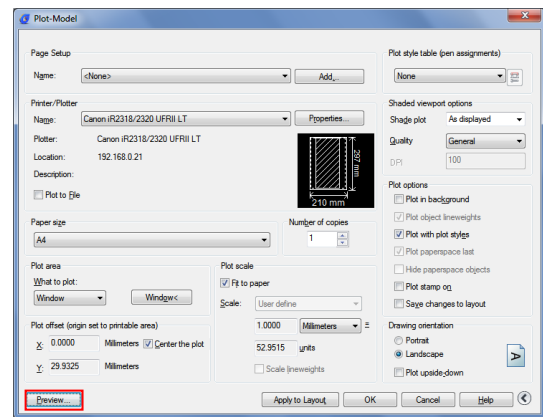 Plot-Model
Page Setup
Name: <None> Add...
Printer/Plotter
Name: Canon iR2318/2320 UFRII LT Properties...
Plotter: Canon iR2318/2320 UFRII LT
Location: 192.168.0.21
Description:
Plot to File
297 mm
210 mm
Paper size
A4
Number of copies
1
Plot area
What to plot:
Window Window<
Plot scale
Fit to paper
Scale: User define
1.0000 Millimeters =
52.9515 units
Scale lineweights
Plot offset (origin set to printable area)
X: 0.0000 Millimeters Center the plot
Y: 29.9325 Millimeters
Plot style table (pen assignments)
None
Shaded viewport options
Shade plot As displayed
Quality General
DPI 100
Plot options
Plot in background
Plot object lineweights
Plot with plot styles
Plot paperspace last
Hide paperspace objects
Plot stamp on
Save changes to layout
Drawing orientation
Portrait
Landscape
Plot upside-down
A
Preview... Apply to Layout OK Cancel Help